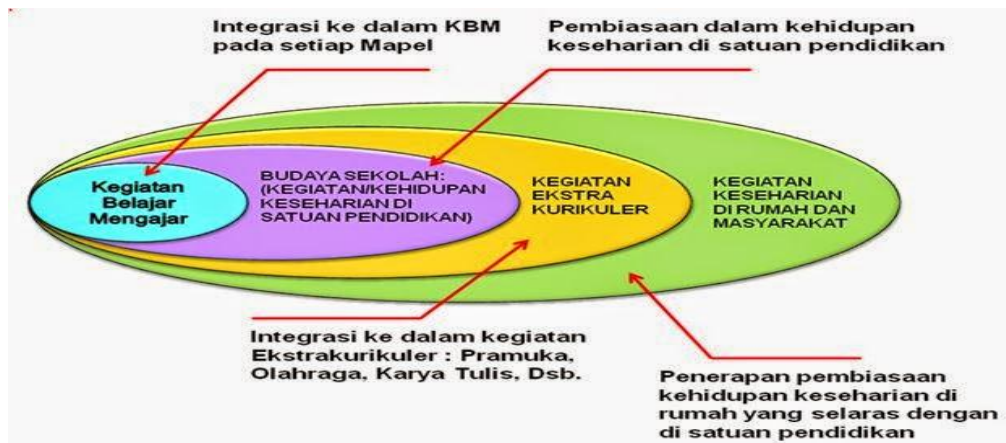 Integrasi ke dalam KBM
pada setiap Mapel
Pembiasaan dalam kehidupan
keseharian di satuan pendidikan
Kegiatan
Belajar
Mengajar
BUDAYA SEKOLAH:
(KEGIATAN/KEHIDUPAN
KESEHARIAN DI
SATUAN PENDIDIKAN)
KEGIATAN
EKSTRA
KURIKULER
KEGIATAN
KESEHARIAN
DI RUMAH DAN
MASYARAKAT
Integrasi ke dalam kegiatan
Ekstrakurikuler : Pramuka,
Olahraga, Karya Tulis, Dsb.
Penerapan pembiasaan
kehidupan keseharian di
rumah yang selaras dengan
di satuan pendidikan